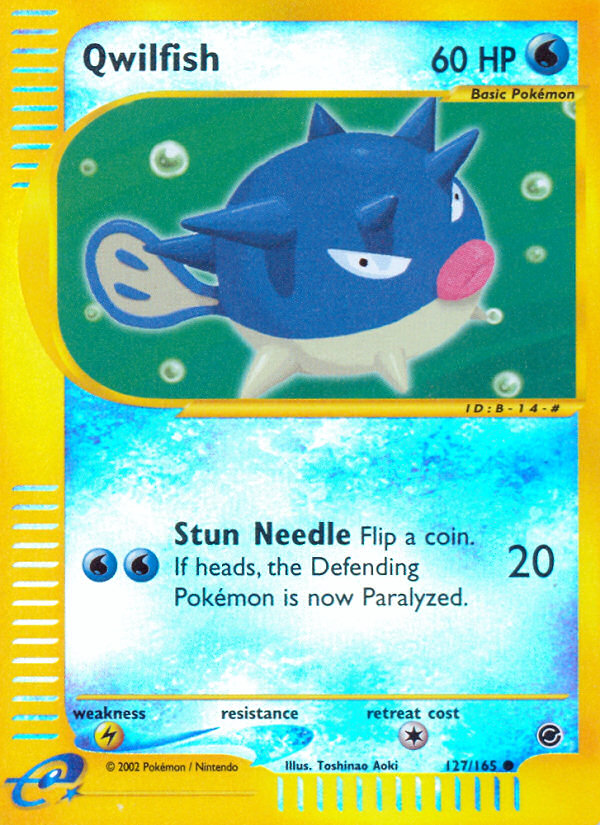 Qwilfish 60 HP
Basic Pokémon
ID:B-14-#
Stun Needle Flip a coin.
If heads, the Defending
Pokémon is now Paralyzed.
20
weakness resistance retreat cost
© 2002 Pokémon / Nintendo Illus. Toshinao Aoki 127/165